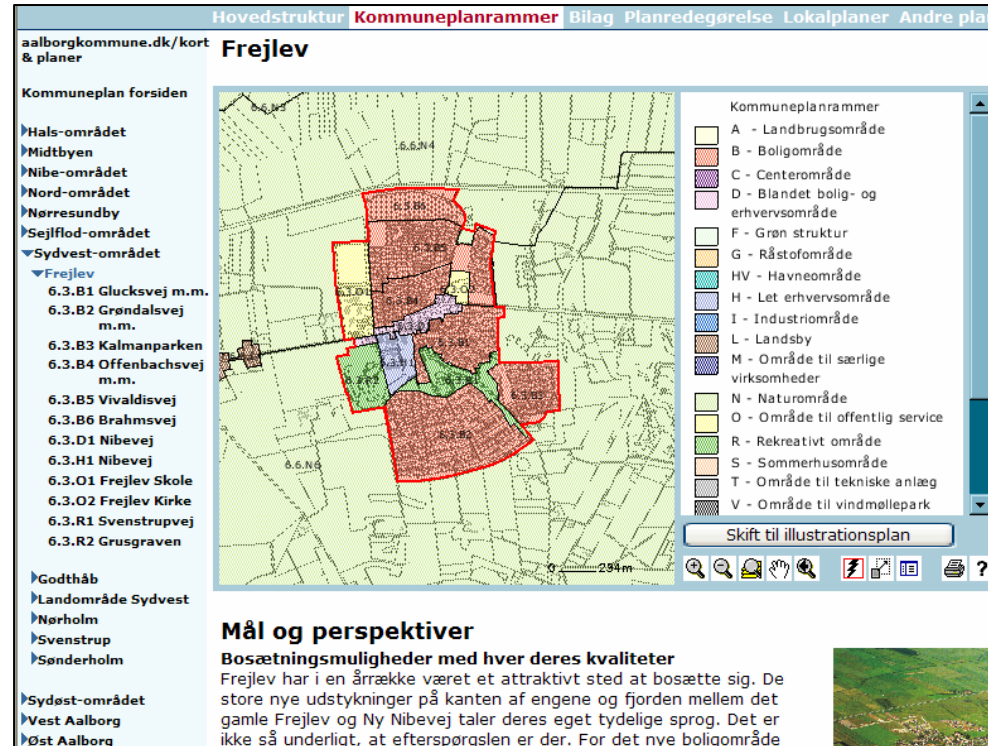 Hovedstruktur Kommuneplanrammer Bilag Planredegørelse Lokalplaner Andre plan
aalborgkommune.dk/kort
& planer
Kommuneplan forsiden
Hals-området
Midtbyen
Nibe-området
Nord-området
Nørresundby
Sejlflod-området
Sydvest-området
Frejlev
6.3.B1 Glucksvej m.m.
6.3.B2 Grøndalsvej
m.m.
6.3.B3 Kalmanparken
6.3.B4 Offenbachsvej
m.m.
6.3.B5 Vivaldisvej
6.3.B6 Brahmsvej
6.3.D1 Nibevej
6.3.H1 Nibevej
6.3.O1 Frejlev Skole
6.3.O2 Frejlev Kirke
6.3.R1 Svenstrupvej
6.3.R2 Grusgraven
Godthåb
Landområde Sydvest
Nørholm
Svenstrup
Sønderholm
Sydøst-området
Vest Aalborg
Øst Aalborg
Frejlev
6.6.N3
6.6.N4
6.3.B6
6.3.B5
6.3.O1
6.3.B4
6.3.B1
6.3.B3
6.3.B2
6.6.N6
0 294m
Kommuneplanrammer
A - Landbrugsområde
B - Boligområde
C - Centerområde
D - Blandet bolig- og
erhvervsområde
F - Grøn struktur
G - Råstofområde
HV - Havneområde
H - Let erhvervsområde
I - Industriområde
L - Landsby
M - Område til særlige
virksomheder
N - Naturområde
O - Område til offentlig service
R - Rekreativt område
S - Sommerhusområde
T - Område til tekniske anlæg
V - Område til vindmøllepark
Skift til illustrationsplan
?
Mål og perspektiver
Bosætningsmuligheder med hver deres kvaliteter
Frejlev har i en årrække været et attraktivt sted at bosætte sig. De
store nye udstykninger på kanten af engene og fjorden mellem det
gamle Frejlev og Ny Nibevej taler deres eget tydelige sprog. Det er
ikke så underligt, at efterspørgslen er der. For det nye boligområde